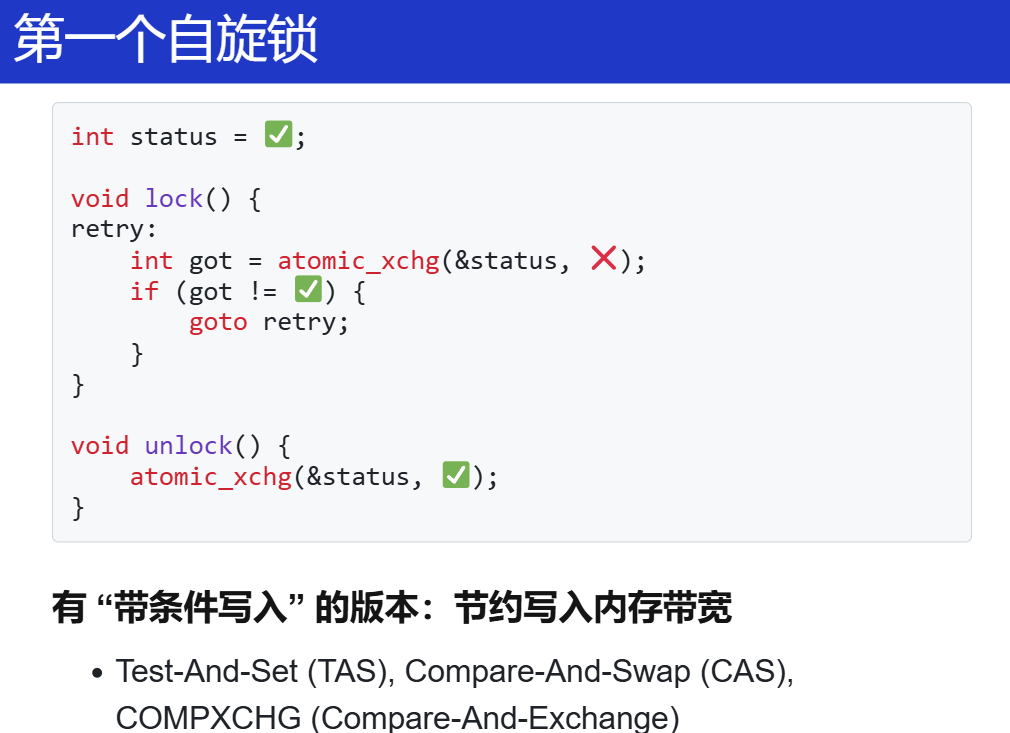 第一个自旋锁
int status = ✅;
void lock() {
retry:
    int got = atomic_xchg(&status, ❌);
    if (got != ✅) {
        goto retry;
    }
}
void unlock() {
    atomic_xchg(&status, ✅);
}
有 “带条件写入” 的版本：节约写入内存带宽
• Test-And-Set (TAS), Compare-And-Swap (CAS),
COMPXCHG (Compare-And-Exchange)